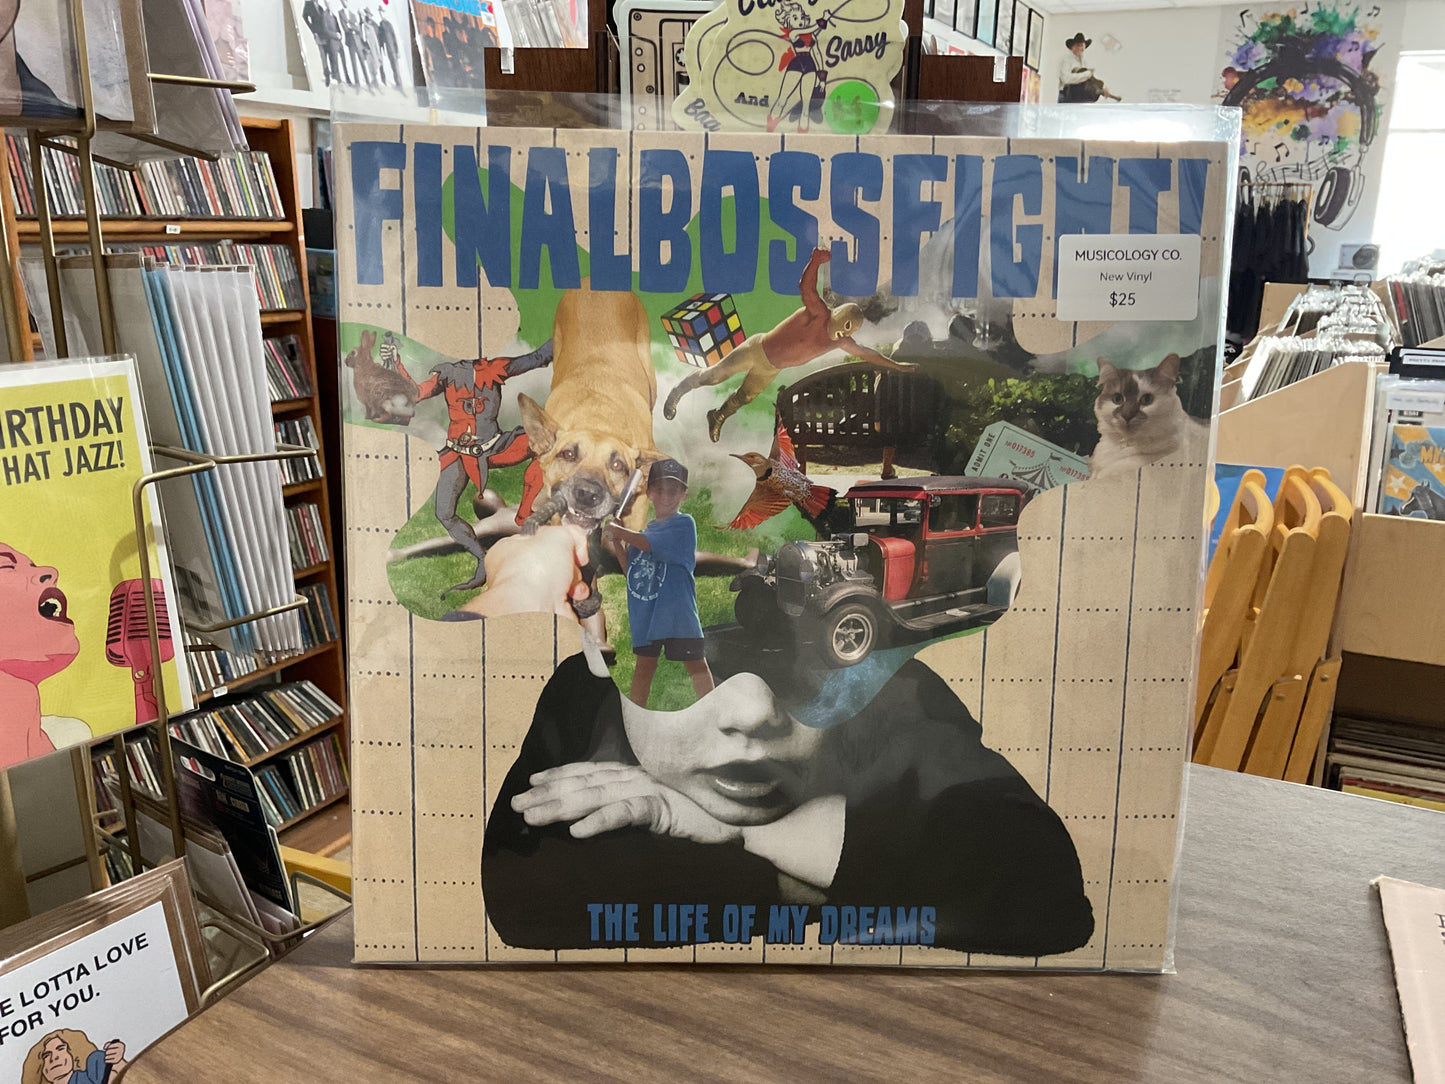 Sassy
And
FINALBOSSFIGHT!
MUSICOLOGY CO.
New Vinyl
$25
ADMIT ONE
№017385
THE LIFE OF MY DREAMS
HAT JAZZ!
LOTTA LOVE
FOR YOU.